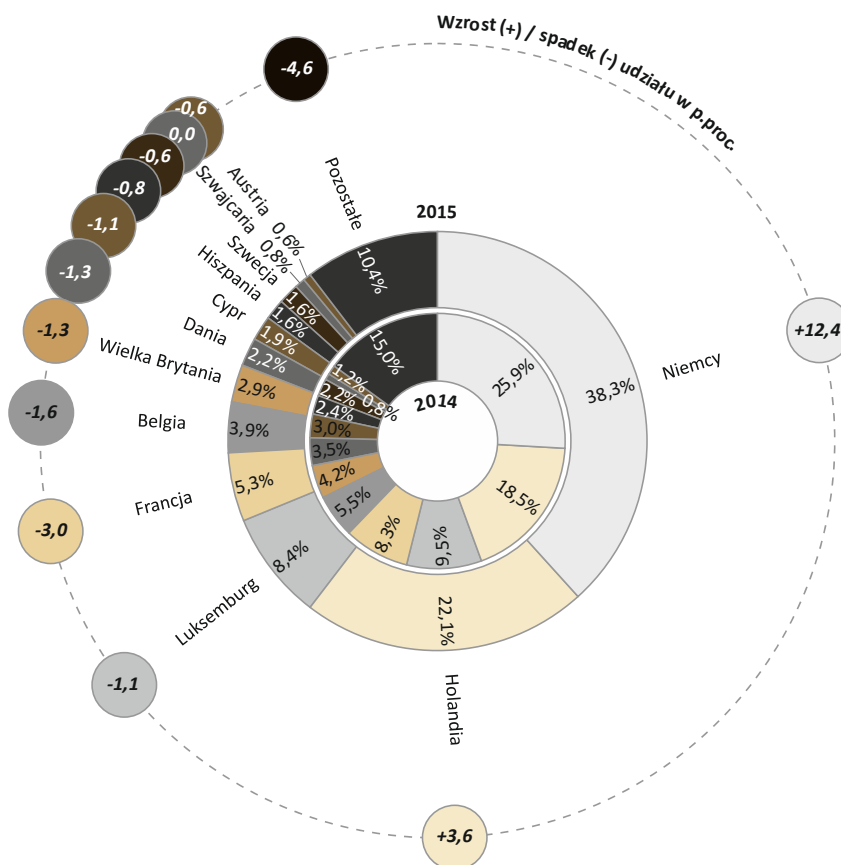 Wzrost (+) / spadek (-) udziału w p.proc.
-4,6
-0,6
0,0
-0,6
-0,8
-1,1
-1,3
-1,3
-1,6
-3,0
-1,1
+3,6
+12,4
Pozostałe
Austria
Szwajcaria
Szwecja
Hiszpania
Cypr
Dania
Wielka Brytania
Belgia
Francja
Luksemburg
Holandia
Niemcy
2015
10,4%
0,6%
0,8%
1,6%
1,6%
1,9%
2,2%
2,9%
3,9%
5,3%
8,4%
22,1%
38,3%
2014
15,0%
1,2%
0,8%
2,2%
2,4%
3,0%
3,5%
4,2%
5,5%
8,3%
9,5%
18,5%
25,9%